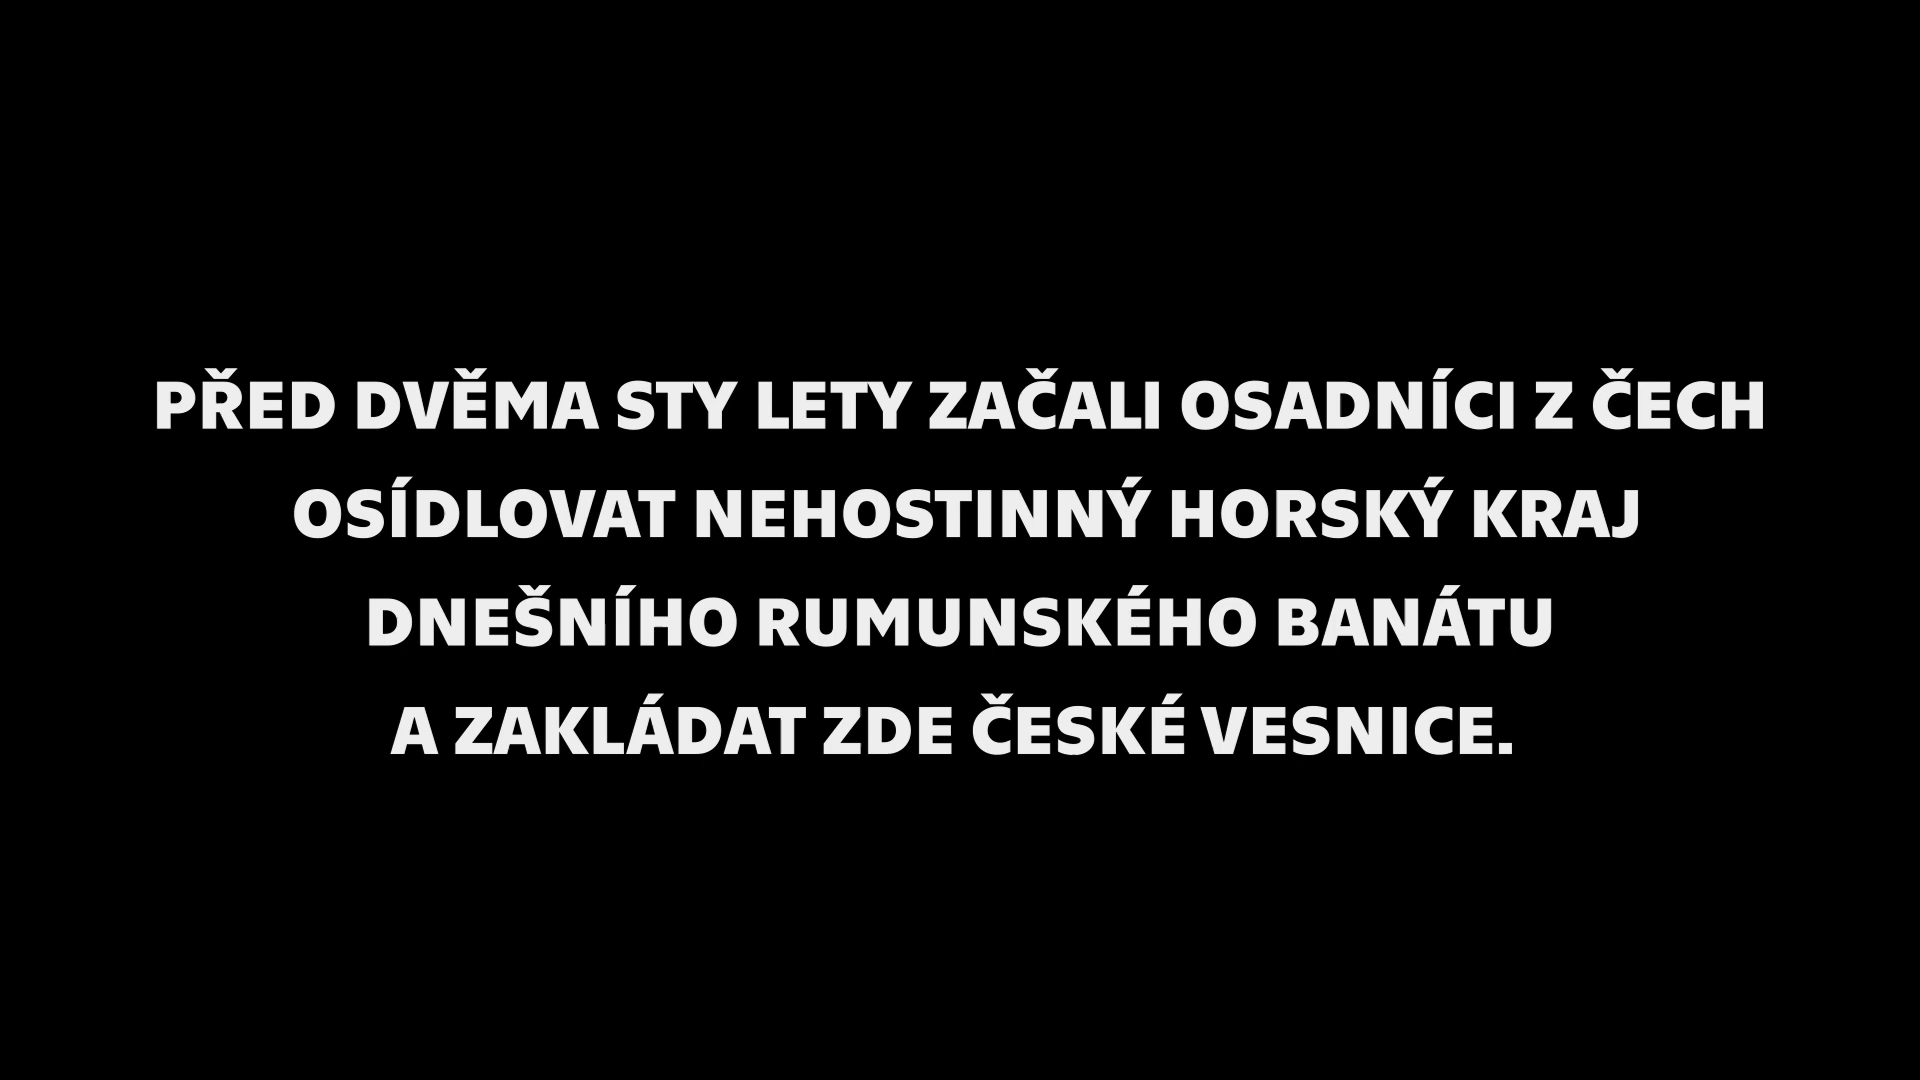 PŘED DVĚMA STY LETY ZAČALI OSADNÍCI Z ČECH
OSÍDLOVAT NEHOSTINNÝ HORSKÝ KRAJ
DNEŠNÍHO RUMUNSKÉHO BANÁTU
A ZAKLÁDAT ZDE ČESKÉ VESNICE.